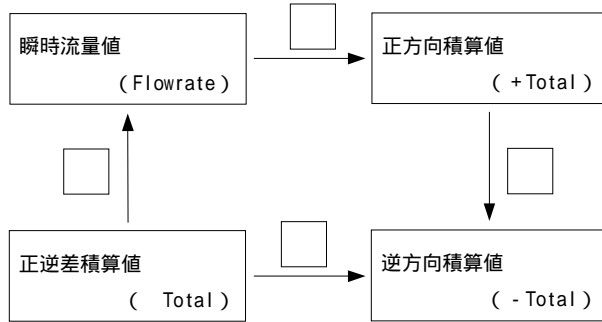 瞬時流量値
（Flowrate）
正方向積算値
（+Total）
正逆差積算値
（　Total）
逆方向積算値
（-Total）